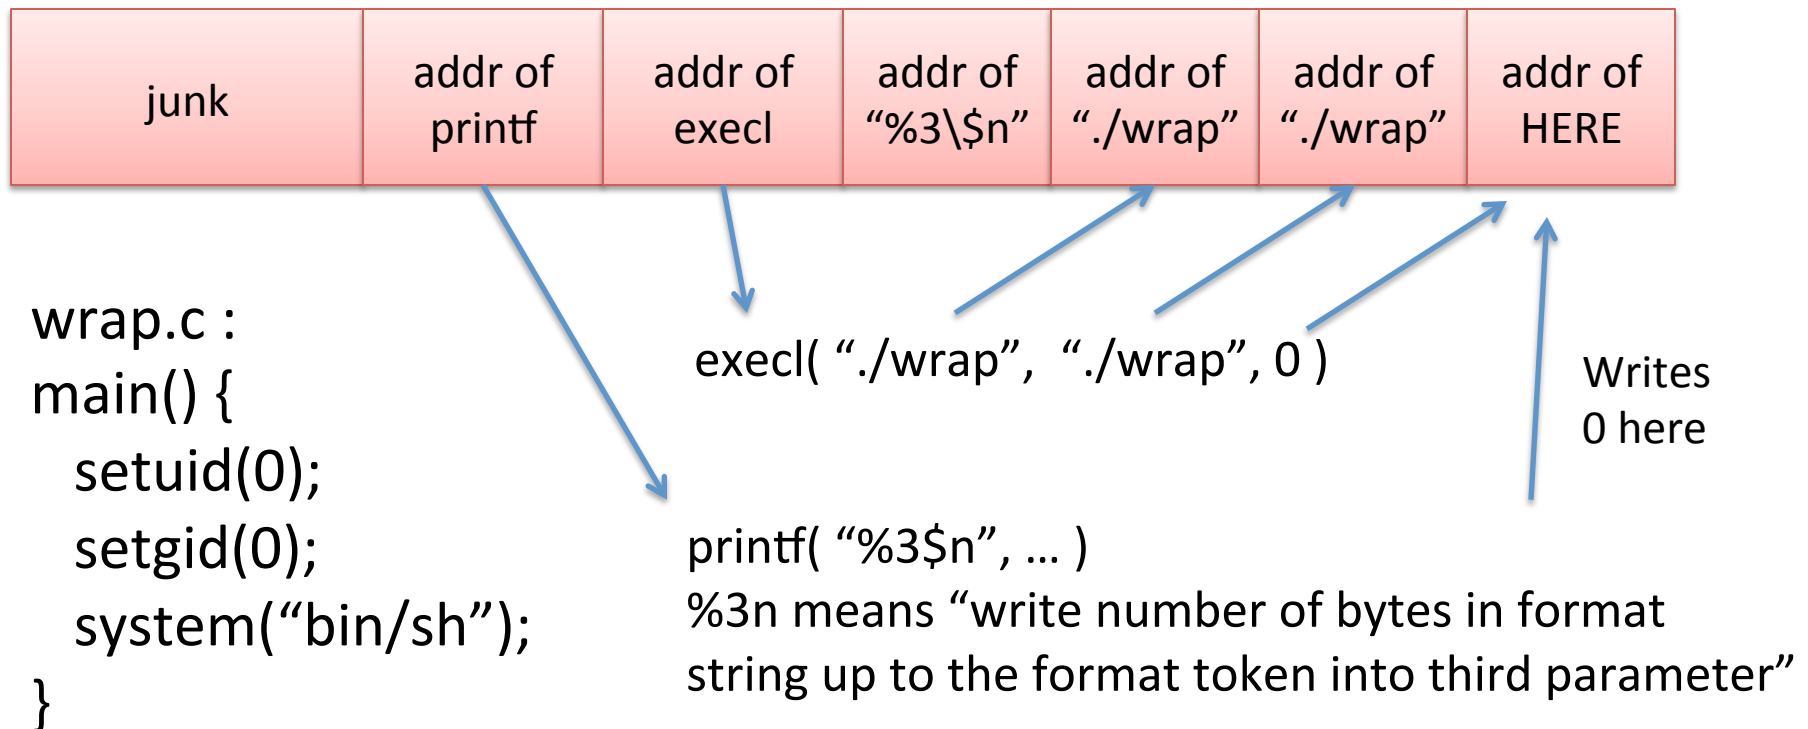 junk
addr of
printf
addr of
execl
addr of
“%3\$n”
addr of
“./wrap”
addr of
“./wrap”
addr of
HERE
wrap.c :
main() {
setuid(0);
setgid(0);
system(“bin/sh”);
}
execl( “./wrap”, “./wrap”, 0 )
Writes
0 here
printf( “%3$n”, … )
%3n means “write number of bytes in format
string up to the format token into third parameter”